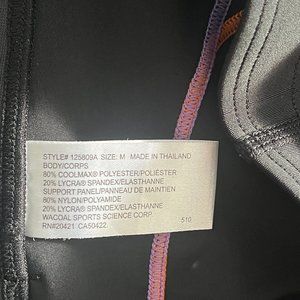 STYLE# 125809A SIZE: M MADE IN THAILAND
BODY/CORPS
80% COOLMAX® POLYESTER/POLIÉSTER
20% LYCRA® SPANDEX/ELASTHANNE
SUPPORT PANEL/PANNEAU DE MAINTIEN
80% NYLON/POLYAMIDE
20% LYCRA® SPANDEX/ELASTHANNE
WACOAL SPORTS SCIENCE CORP.
RN#20421 CA50422 510